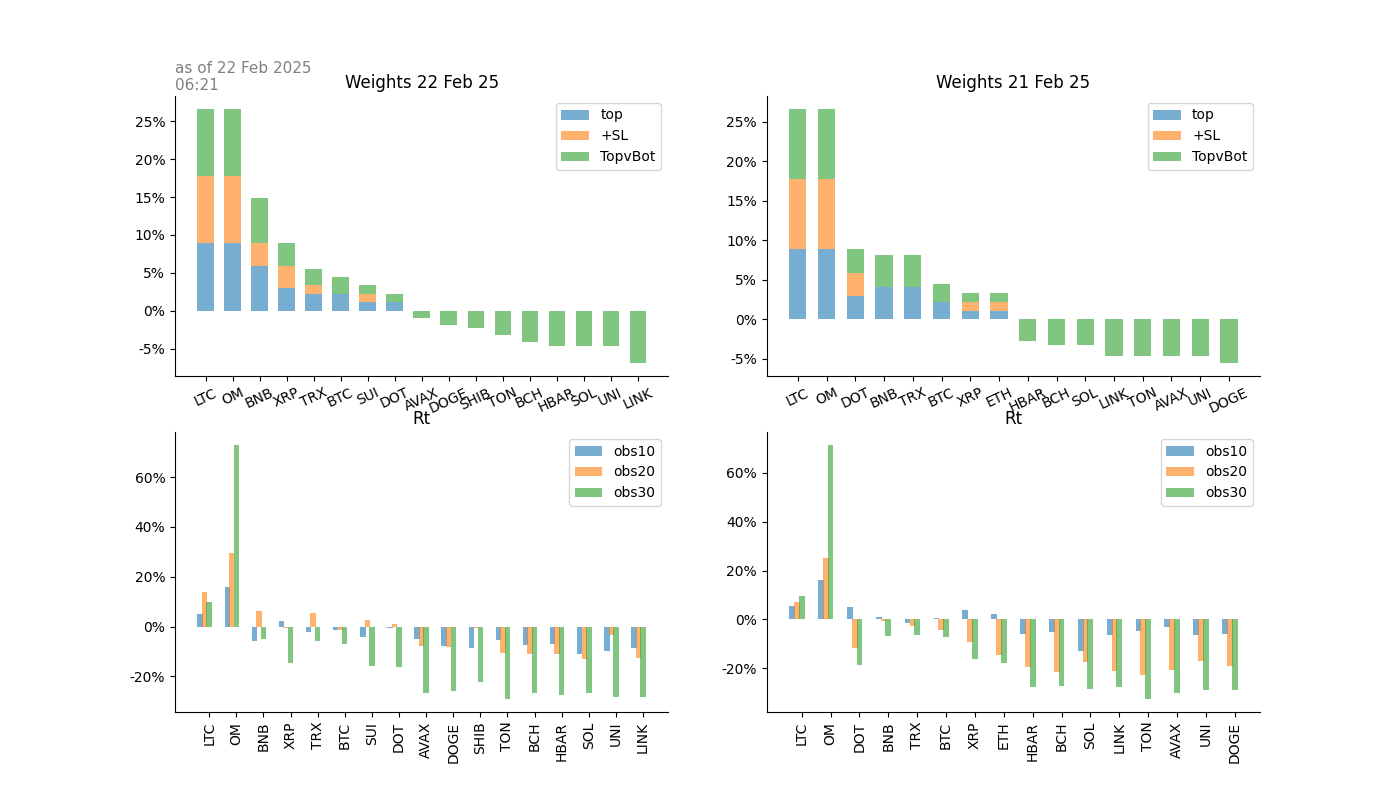 as of 22 Feb 2025
06:21
Weights 22 Feb 25
25%
20%
15%
10%
5%
0%
-5%
top
+SL
TopvBot
LTC OM BNB XRP TRX BTC SUI DOT AVAX DOGE SHIB TON BCH HBAR SOL UNI LINK
Weights 21 Feb 25
25%
20%
15%
10%
5%
0%
-5%
top
+SL
TopvBot
LTC OM DOT BNB TRX BTC XRP ETH HBAR BCH SOL LINK TON AVAX UNI DOGE
Rt
60%
40%
20%
0%
-20%
obs10
obs20
obs30
LTC OM BNB XRP TRX BTC SUI DOT AVAX DOGE SHIB TON BCH HBAR SOL UNI LINK
Rt
60%
40%
20%
0%
-20%
obs10
obs20
obs30
LTC OM DOT BNB TRX BTC XRP ETH HBAR BCH SOL LINK TON AVAX UNI DOGE